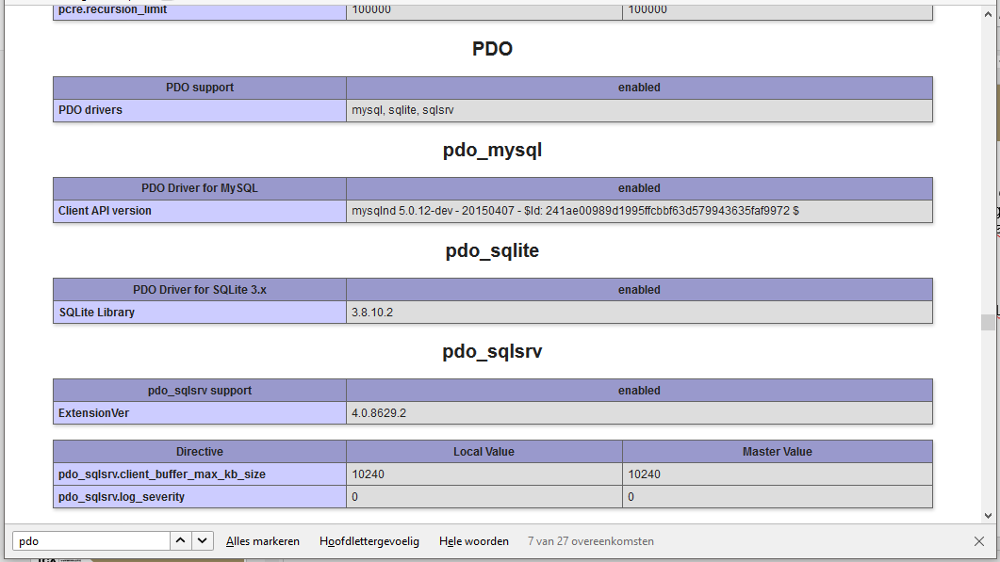 pcre.recursion_limit 100000 100000
PDO
PDO support enabled
PDO drivers mysql, sqlite, sqlsrv
pdo_mysql
PDO Driver for MySQL enabled
Client API version mysqlnd 5.0.12-dev - 20150407 - $Id: 241ae00989d1995ffcbbf63d579943635faf9972 $
pdo_sqlite
PDO Driver for SQLite 3.x enabled
SQLite Library 3.8.10.2
pdo_sqlsrv
pdo_sqlsrv support enabled
ExtensionVer 4.0.8629.2
Directive Local Value Master Value
pdo_sqlsrv.client_buffer_max_kb_size 10240 10240
pdo_sqlsrv.log_severity 0 0
pdo Alles markeren Hoofdlettergevoelig Hele woorden 7 van 27 overeenkomsten